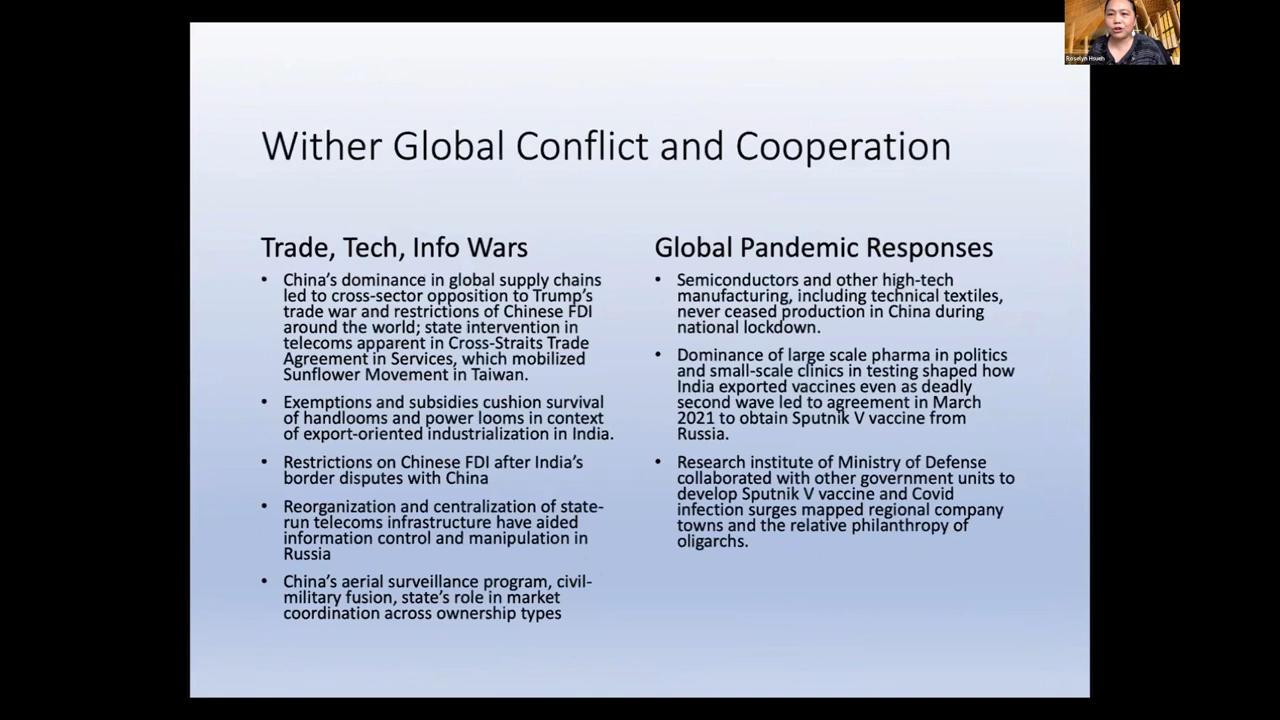 Roselyn Hsueh
Wither Global Conflict and Cooperation
Trade, Tech, Info Wars
• China's dominance in global supply chains
led to cross-sector opposition to Trump's
trade war and restrictions of Chinese FDI
around the world; state intervention in
telecoms apparent in Cross-Straits Trade
Agreement in Services, which mobilized
Sunflower Movement in Taiwan.
• Exemptions and subsidies cushion survival
of handlooms and power looms in context
of export-oriented industrialization in India.
• Restrictions on Chinese FDI after India's
border disputes with China
• Reorganization and centralization of state-
run telecoms infrastructure have aided
information control and manipulation in
Russia
• China's aerial surveillance program, civil-
military fusion, state's role in market
coordination across ownership types
Global Pandemic Responses
• Semiconductors and other high-tech
manufacturing, including technical textiles,
never ceased production in China during
national lockdown.
• Dominance of large scale pharma in politics
and small-scale clinics in testing shaped how
India exported vaccines even as deadly
second wave led to agreement in March
2021 to obtain Sputnik V vaccine from
Russia.
• Research institute of Ministry of Defense
collaborated with other government units to
develop Sputnik V vaccine and Covid
infection surges mapped regional company
towns and the relative philanthropy of
oligarchs.